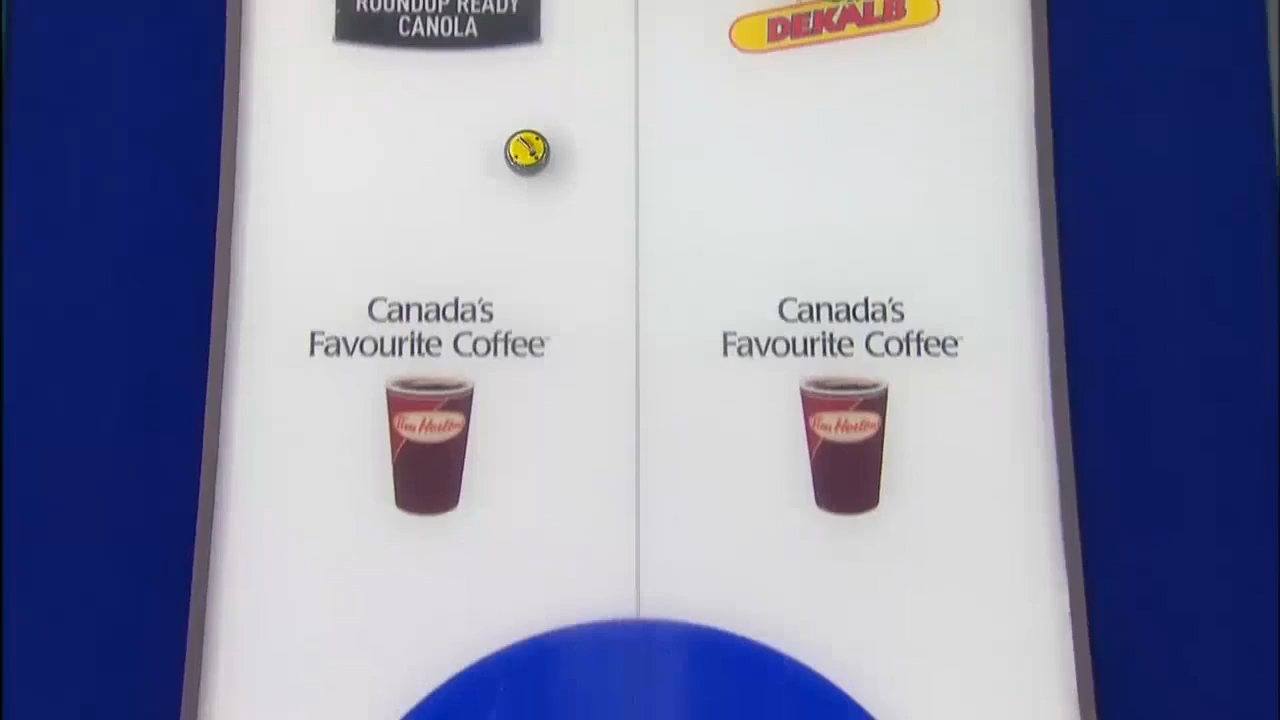 ROUNDUP READY
CANOLA
DEKALB
Canada's
Favourite Coffee
Tim Hortons
Canada's
Favourite Coffee
Tim Hortons